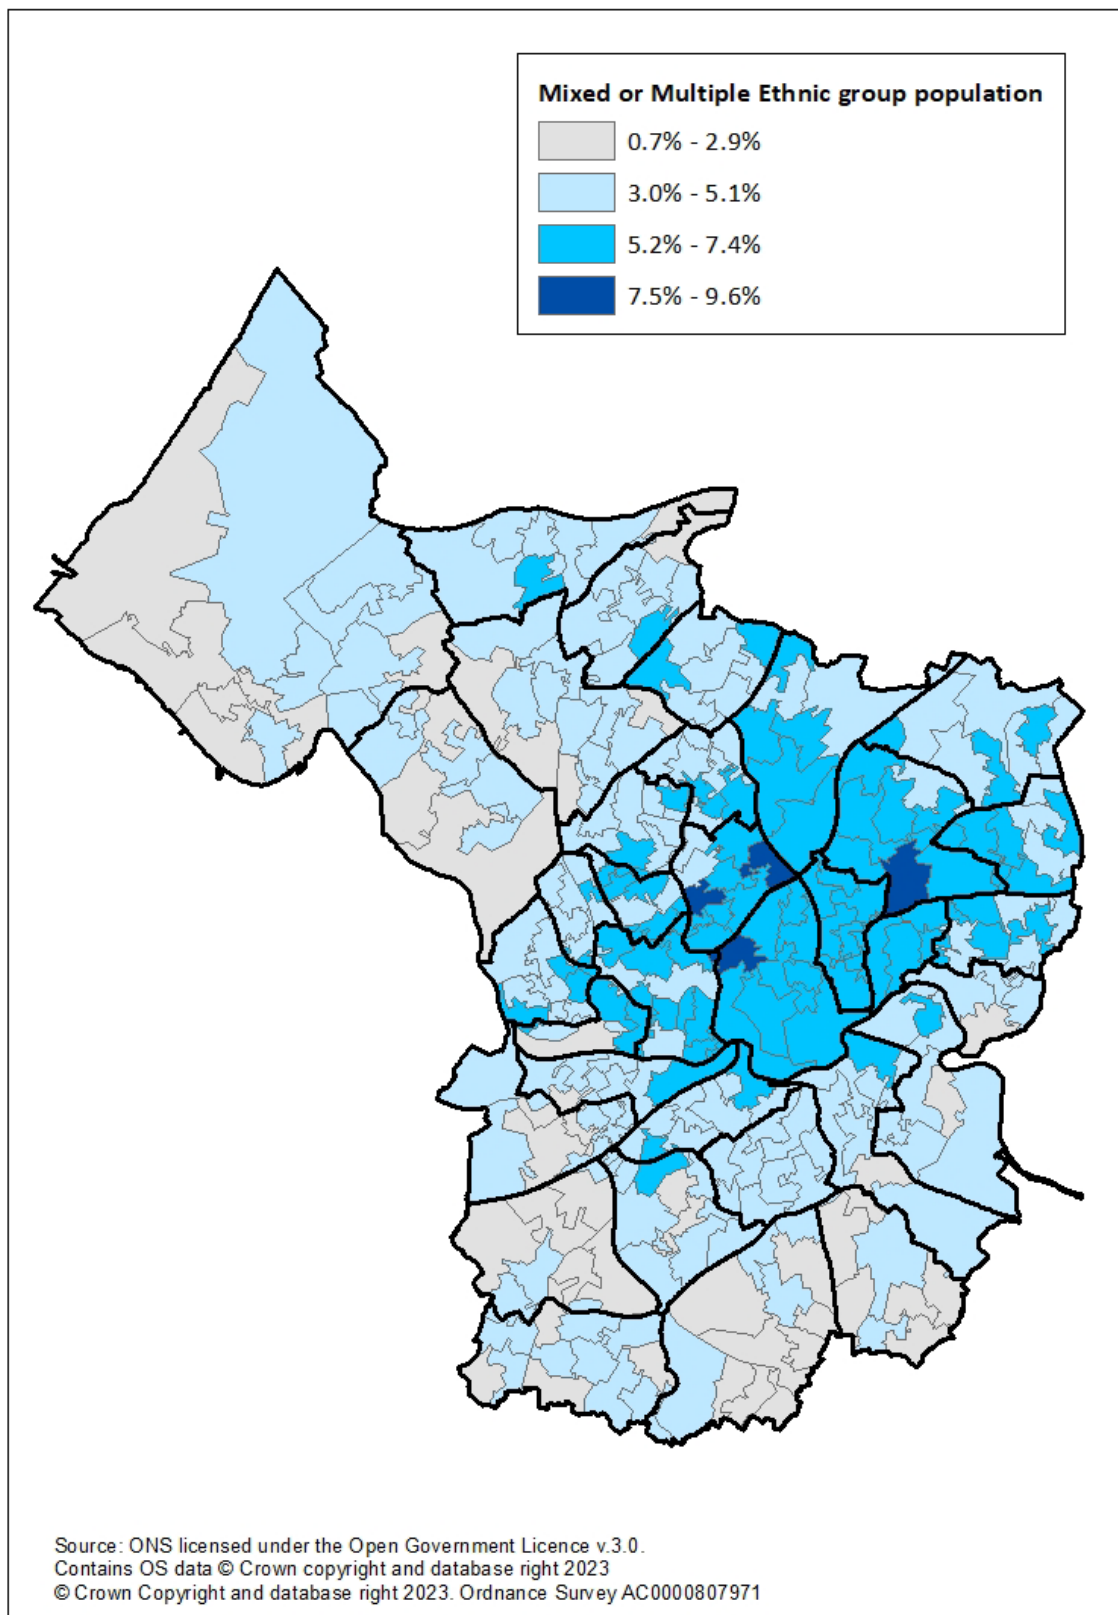 Mixed or Multiple Ethnic group population
0.7% - 2.9%
3.0% - 5.1%
5.2% - 7.4%
7.5% - 9.6%
Source: ONS licensed under the Open Government Licence v.3.0.
Contains OS data © Crown copyright and database right 2023
© Crown Copyright and database right 2023. Ordnance Survey AC0000807971